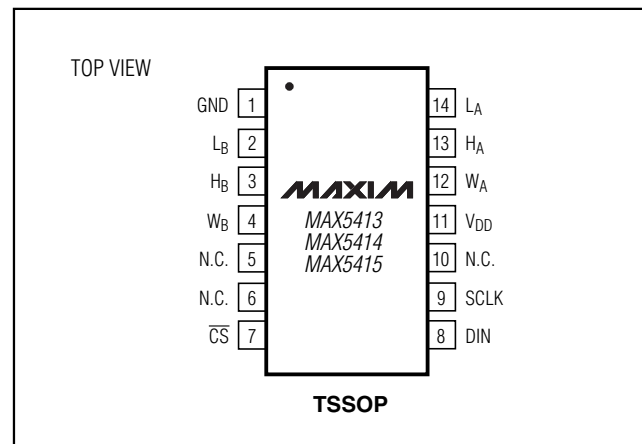 TOP VIEW
GND 1
L_B 2
H_B 3
W_B 4
N.C. 5
N.C. 6
C̅S̅ 7
MAXIM
MAX5413
MAX5414
MAX5415
14 L_A
13 H_A
12 W_A
11 V_DD
10 N.C.
9 SCLK
8 DIN
TSSOP